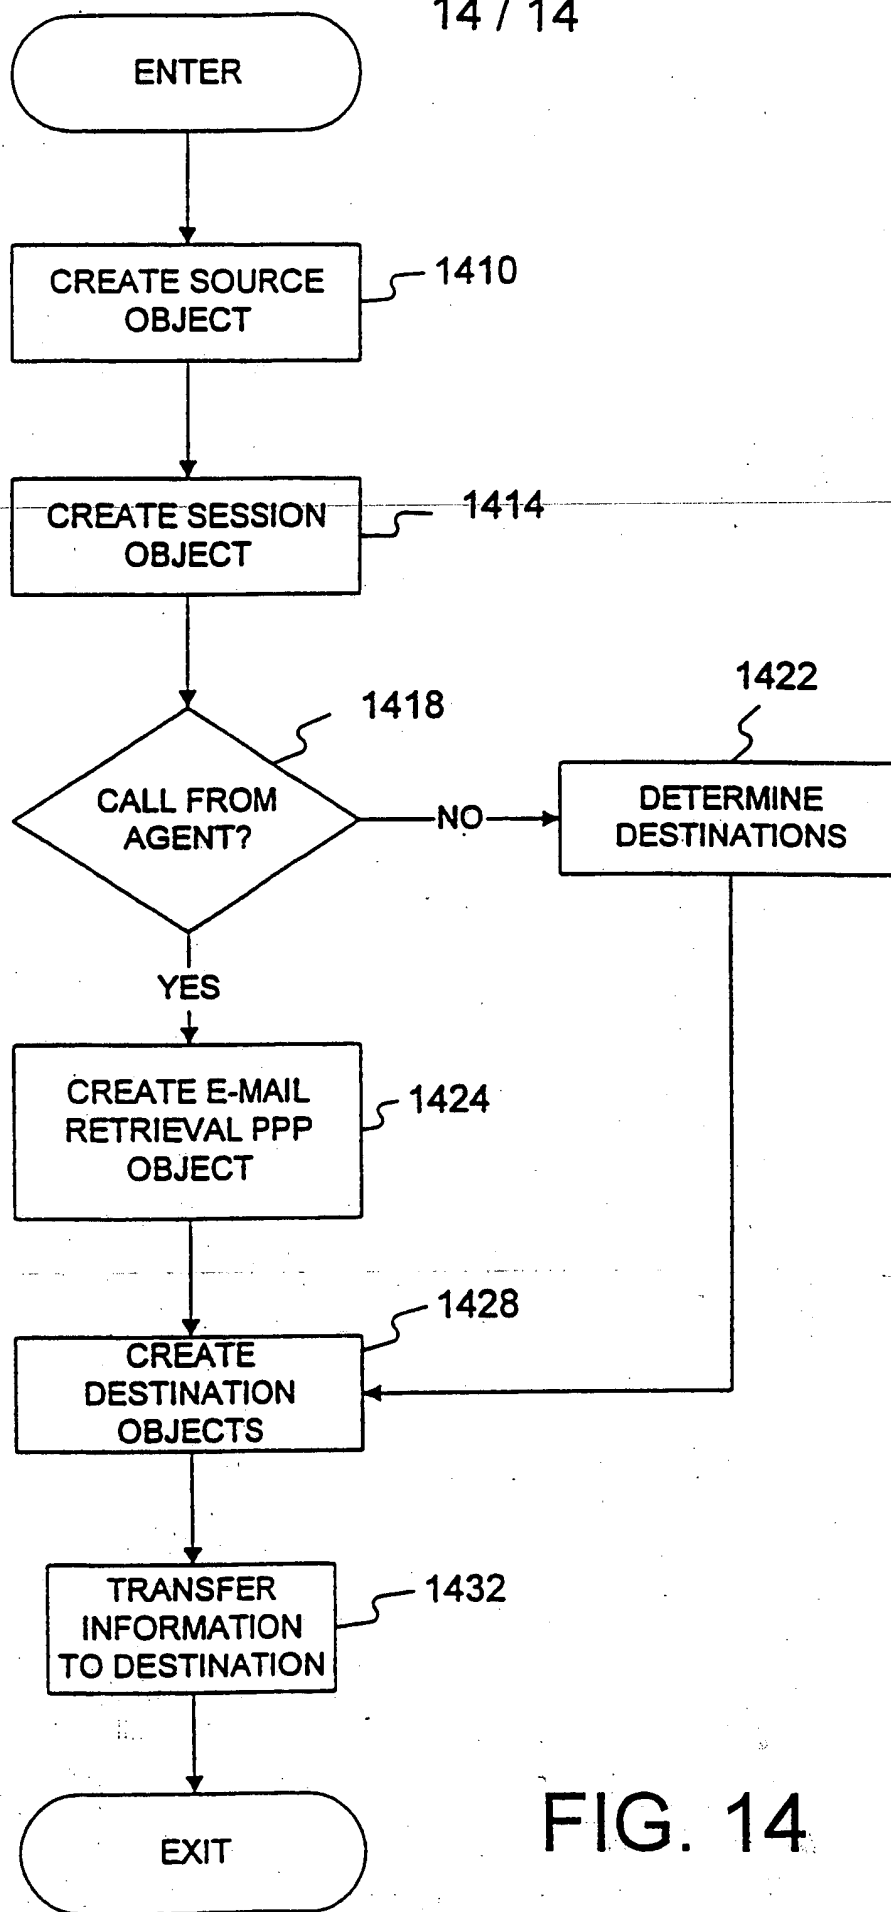 14 / 14
ENTER
CREATE SOURCE
OBJECT
1410
CREATE SESSION
OBJECT
1414
1418
CALL FROM
AGENT?
NO
1422
DETERMINE
DESTINATIONS
YES
CREATE E-MAIL
RETRIEVAL PPP
OBJECT
1424
1428
CREATE
DESTINATION
OBJECTS
TRANSFER
INFORMATION
TO DESTINATION
1432
EXIT
FIG. 14